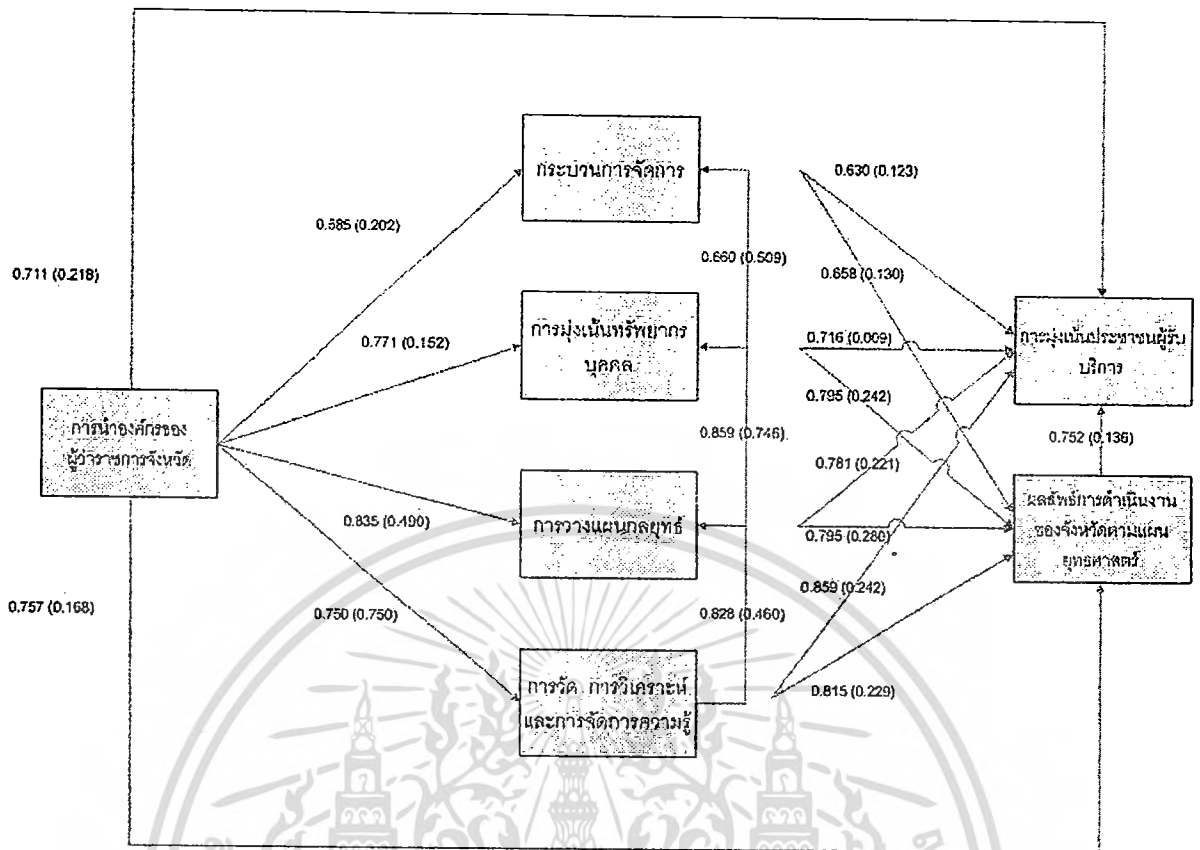 กระบวนการจัดการ
0.630 (0.123)
0.585 (0.202)
0.711 (0.218)
0.660 (0.509)
0.658 (0.130)
การมุ่งเน้นทรัพยากร
บุคคล
0.771 (0.152)
0.716 (0.009)
การมุ่งเน้นประชาชนผู้รับ
บริการ
0.795 (0.242)
การนำองค์กรของ
ผู้ว่าราชการจังหวัด
0.859 (0.746)
0.752 (0.136)
0.781 (0.221)
0.835 (0.490)
การวางแผนกลยุทธ์
0.795 (0.280)
ผลลัพธ์การดำเนินงาน
ของจังหวัดตามแผน
ยุทธศาสตร์
0.757 (0.168)
0.750 (0.750)
0.828 (0.460)
0.859 (0.242)
การวัด การวิเคราะห์
และการจัดการความรู้
0.815 (0.229)